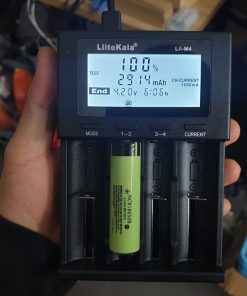 LiitoKala® Lii-M4
100%
TEST 2914mAh
CH-CURRENT
1000mA
End 4.20V 6:06h
MODE 1-2 3-4 CURRENT
NCR18650B